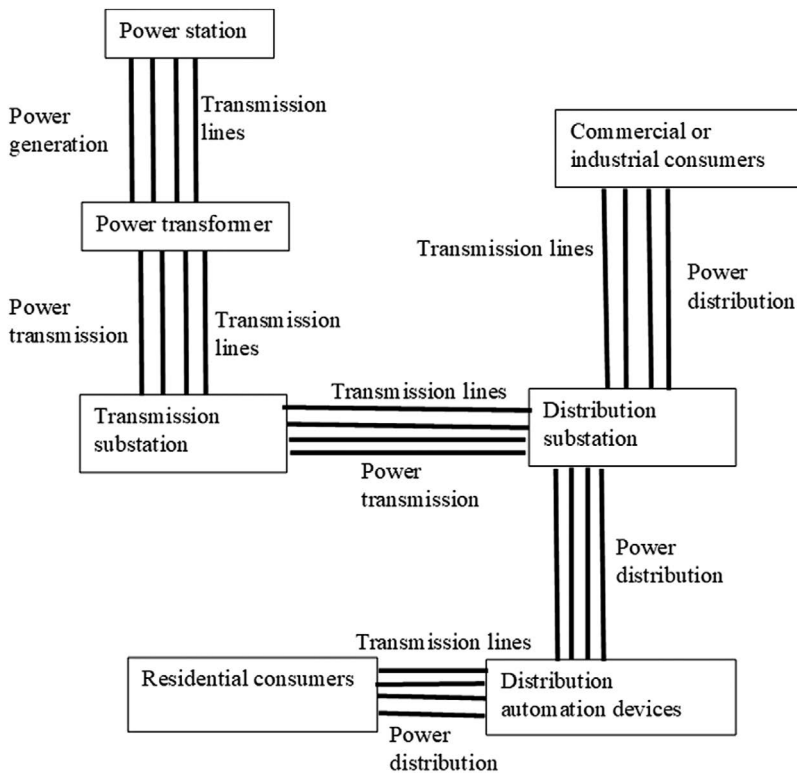 Power station
Power
generation
Transmission
lines
Commercial or
industrial consumers
Power transformer
Transmission lines
Power
distribution
Power
transmission
Transmission
lines
Transmission lines
Transmission
substation
Distribution
substation
Power
transmission
Power
distribution
Transmission lines
Residential consumers
Distribution
automation devices
Power
distribution